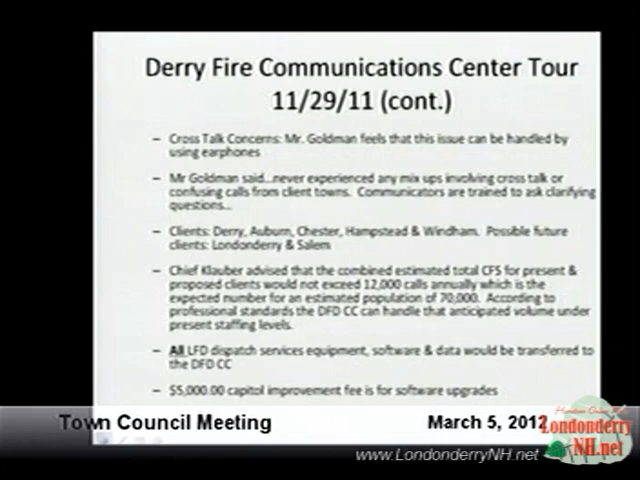 Derry Fire Communications Center Tour
11/29/11 (cont.)
– Cross Talk Concerns: Mr. Goldman feels that this issue can be handled by
using earphones
– Mr Goldman said...never experienced any mix ups involving cross talk or
confusing calls from client towns. Communicators are trained to ask clarifying
questions...
– Clients: Derry, Auburn, Chester, Hampstead & Windham. Possible future
clients: Londonderry & Salem
– Chief Klauber advised that the combined estimated total CFS for present &
proposed clients would not exceed 12,000 calls annually which is the
expected number for an estimated population of 70,000. According to
professional standards the DFD CC can handle that anticipated volume under
present staffing levels.
– All LFD dispatch services equipment, software & data would be transferred to
the DFD CC
– $5,000.00 capitol improvement fee is for software upgrades
Town Council Meeting
March 5, 2012
Londonderry
NH.net
www.LondonderryNH.net